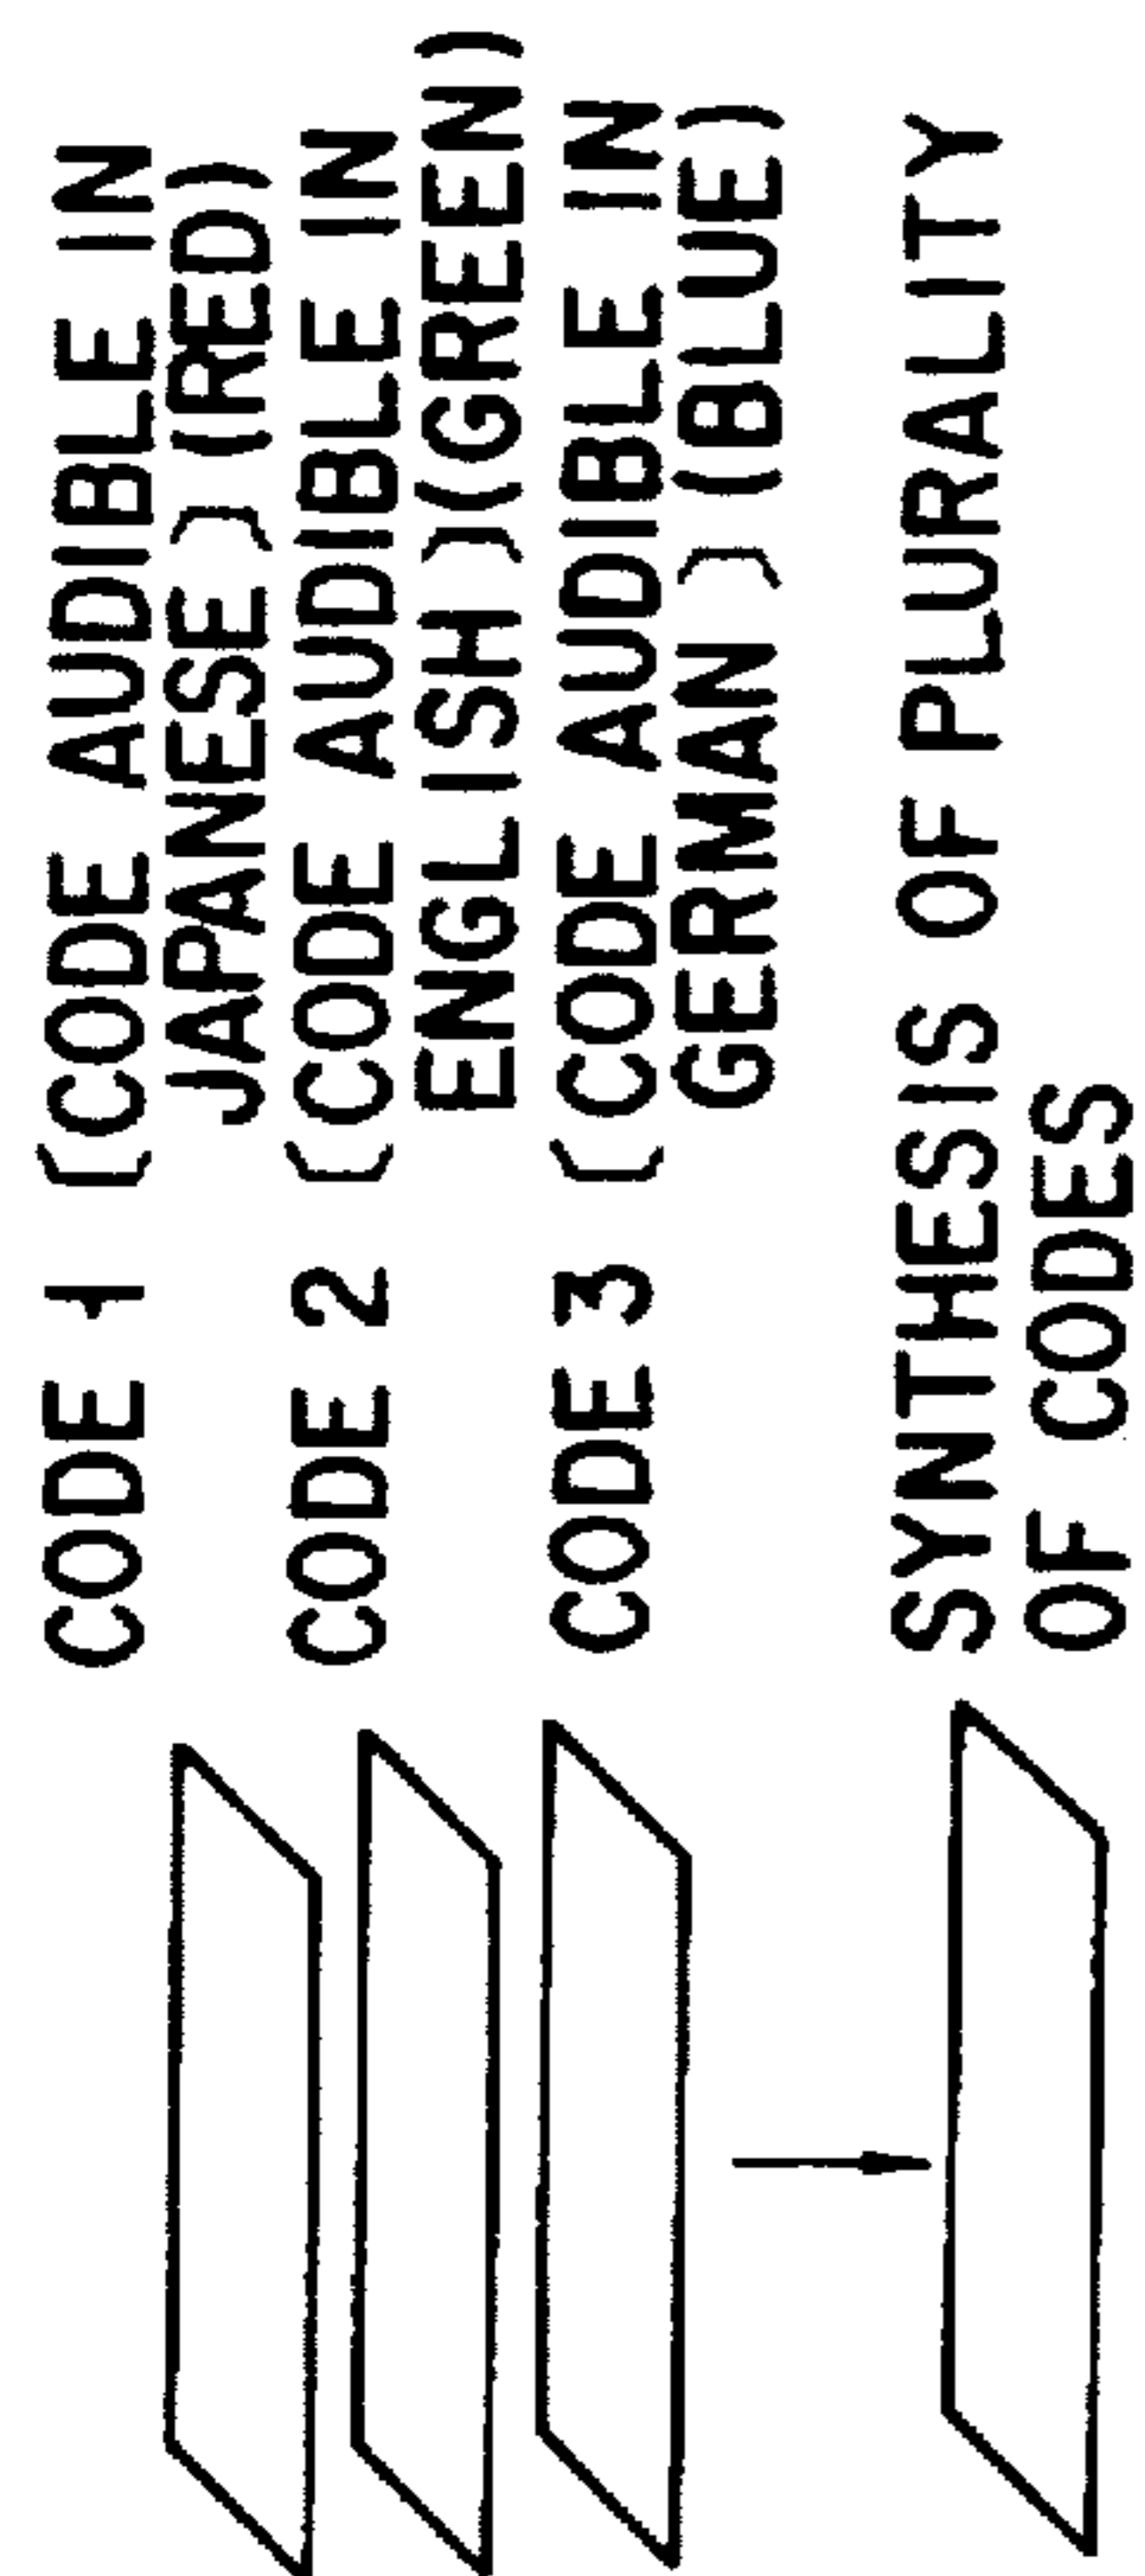 CODE 1 [CODE AUDIBLE IN
JAPANESE] (RED)
CODE 2 [CODE AUDIBLE IN
ENGLISH](GREEN)
CODE 3 [CODE AUDIBLE IN
GERMAN] (BLUE)
SYNTHESIS OF PLURALITY
OF CODES